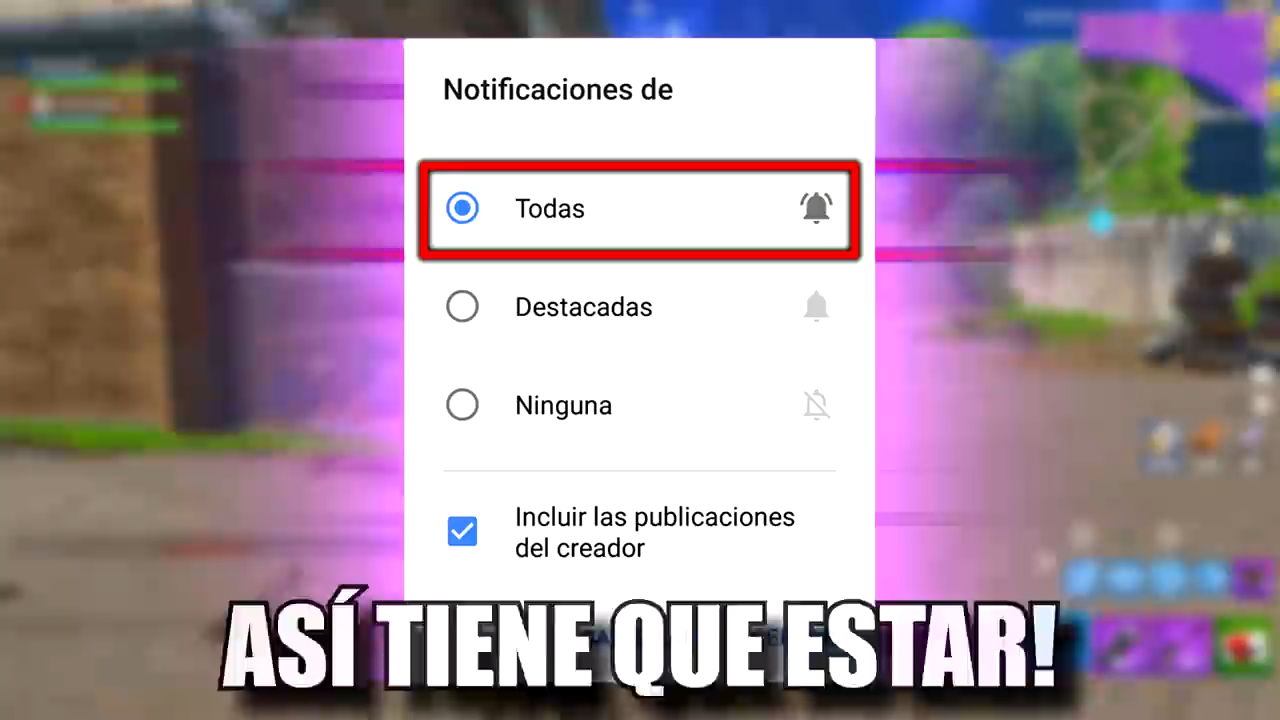 Notificaciones de
Todas
Destacadas
Ninguna
Incluir las publicaciones
del creador
ASÍ TIENE QUE ESTAR!